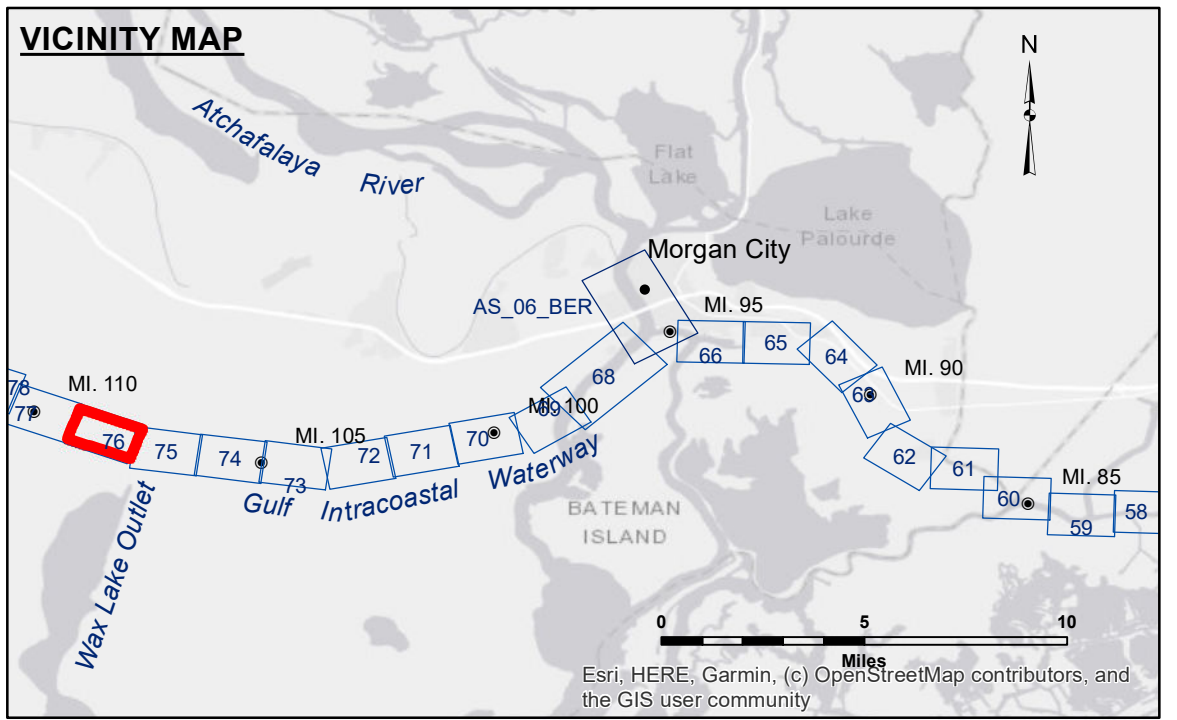 VICINITY MAP
N
Atchafalaya
River
Flat
Lake
Lake
Palourde
Morgan City
AS_06_BER
MI. 95
66
65
64
MI. 90
63
68
78
MI. 110
77
76
75
74
MI. 105
73
72
71
70
69
MI. 100
62
61
60
MI. 85
59
58
Gulf
Intracoastal
Waterway
Wax Lake Outlet
BATEMAN
ISLAND
0
5
10
Miles
Esri, HERE, Garmin, (c) OpenStreetMap contributors, and
the GIS user community